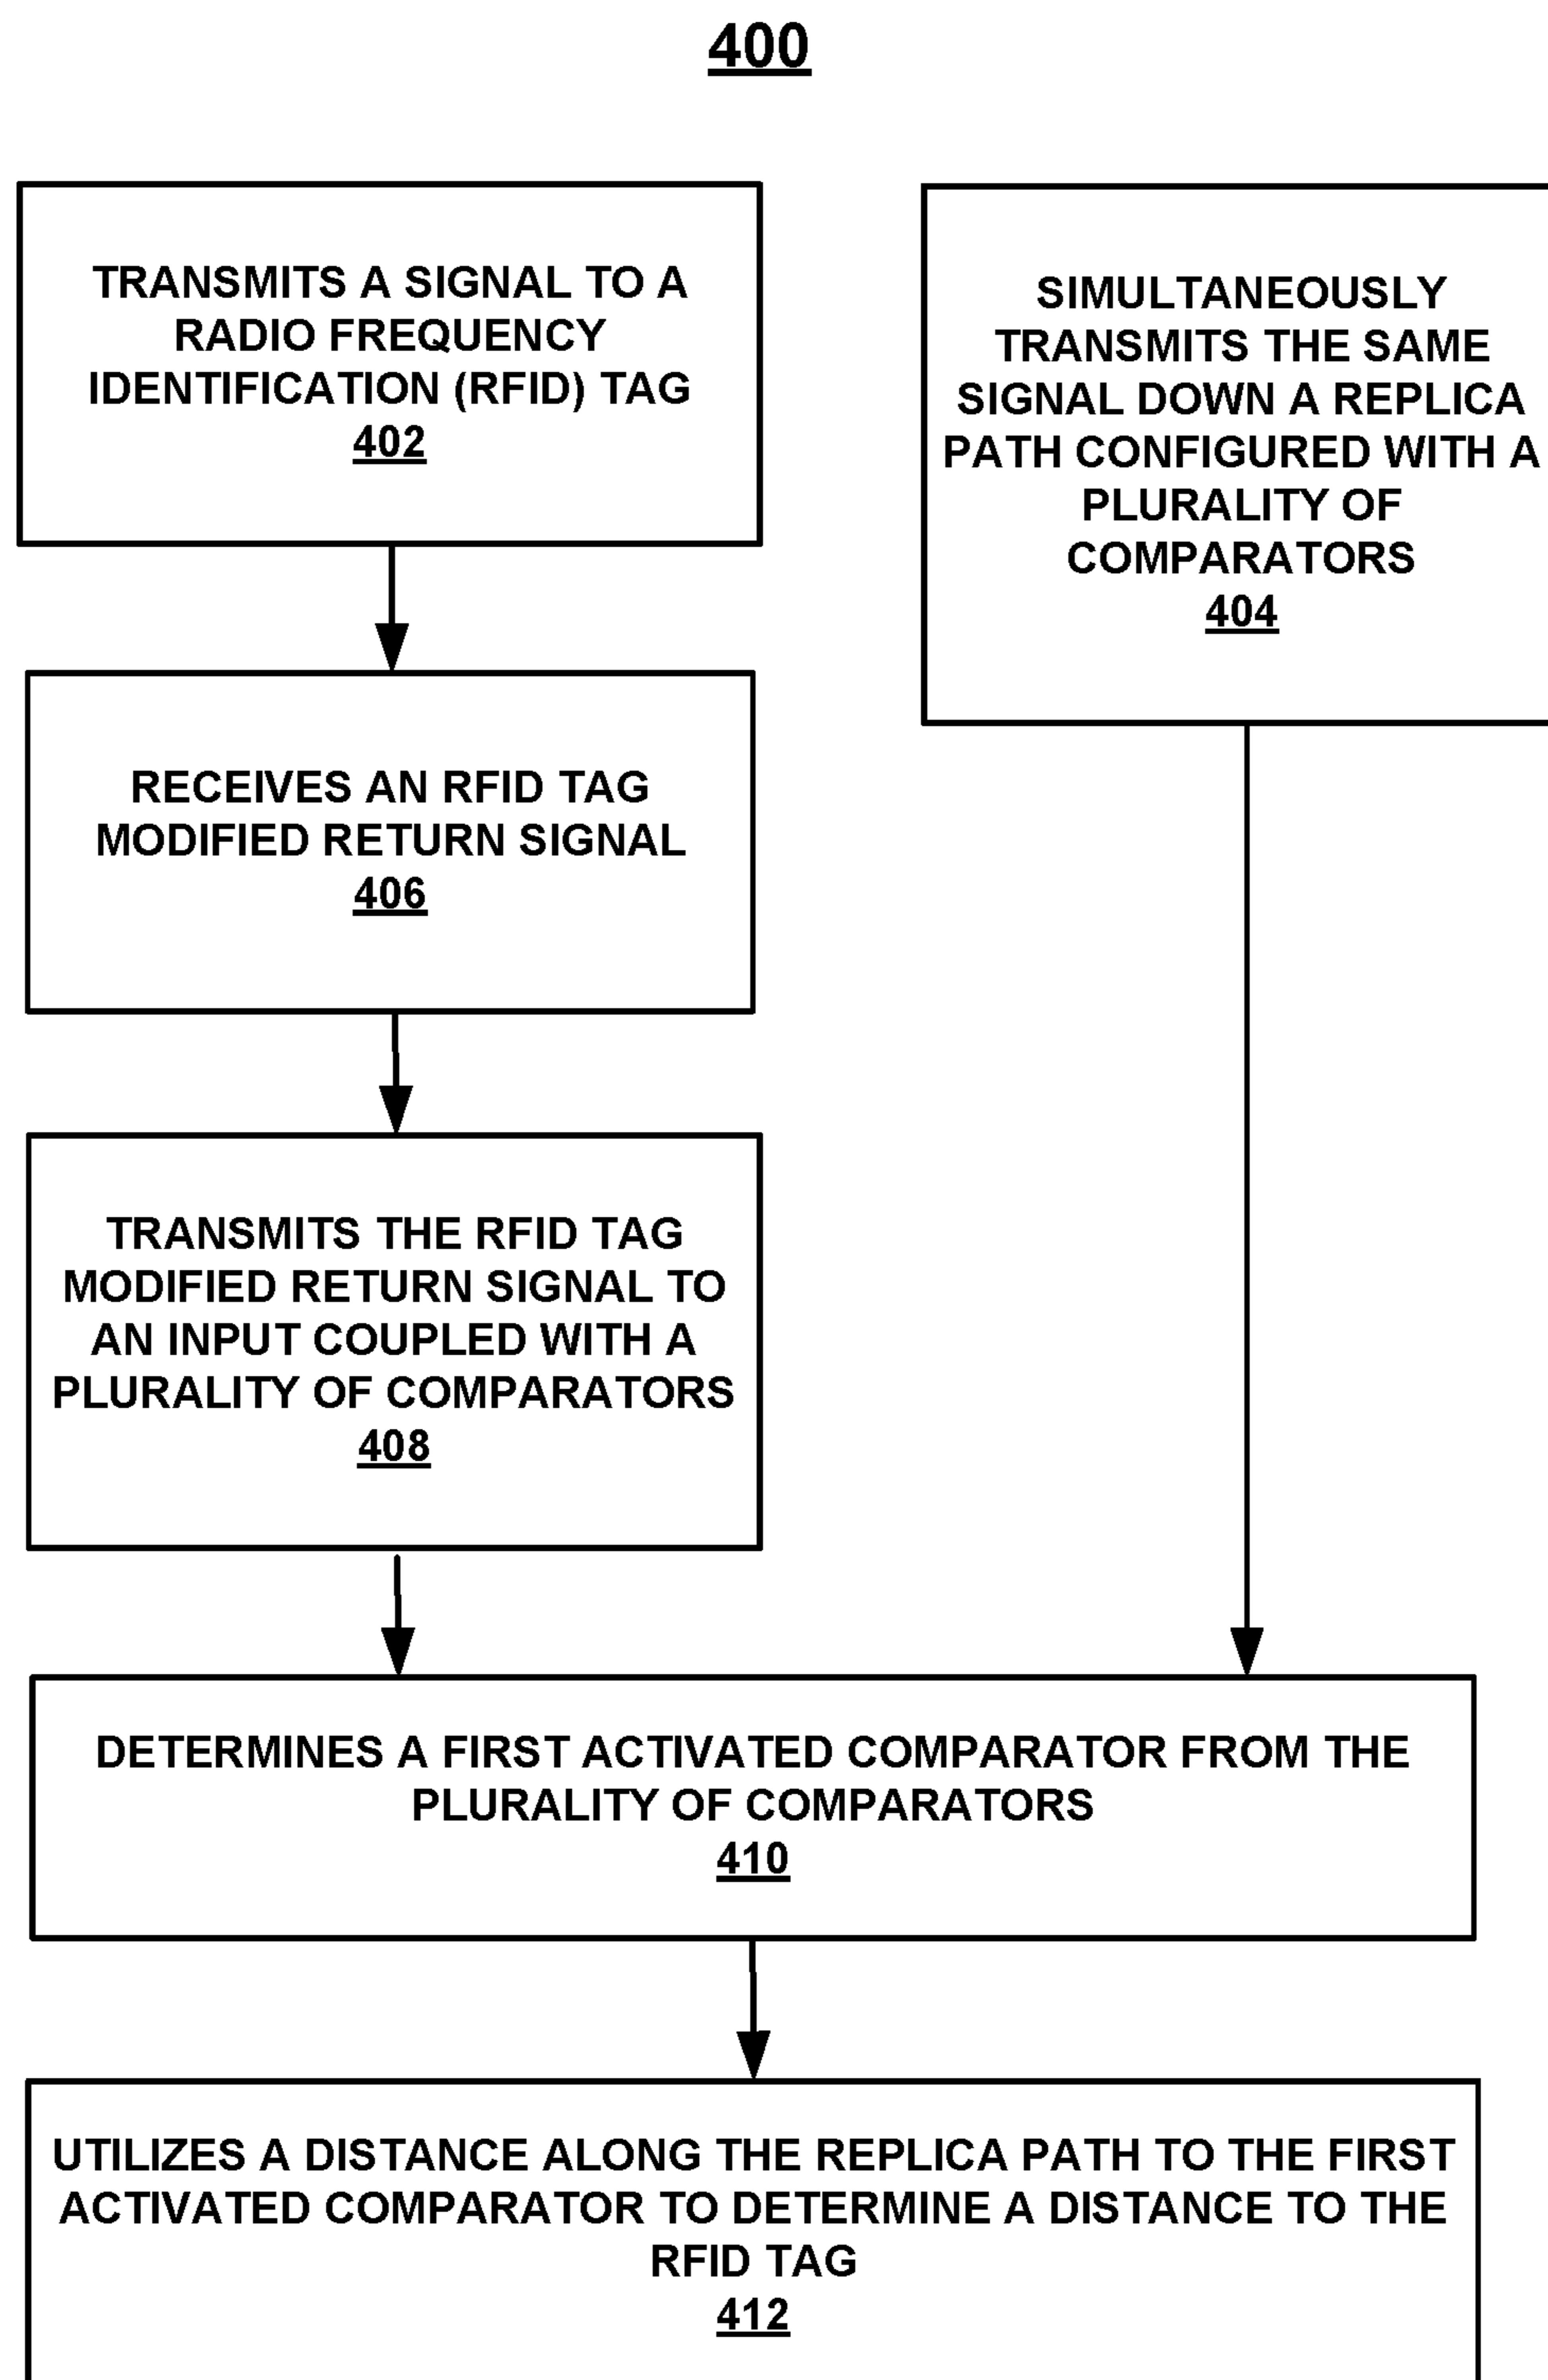 400
TRANSMITS A SIGNAL TO A
RADIO FREQUENCY
IDENTIFICATION (RFID) TAG
402
SIMULTANEOUSLY
TRANSMITS THE SAME
SIGNAL DOWN A REPLICA
PATH CONFIGURED WITH A
PLURALITY OF
COMPARATORS
404
RECEIVES AN RFID TAG
MODIFIED RETURN SIGNAL
406
TRANSMITS THE RFID TAG
MODIFIED RETURN SIGNAL TO
AN INPUT COUPLED WITH A
PLURALITY OF COMPARATORS
408
DETERMINES A FIRST ACTIVATED COMPARATOR FROM THE
PLURALITY OF COMPARATORS
410
UTILIZES A DISTANCE ALONG THE REPLICA PATH TO THE FIRST
ACTIVATED COMPARATOR TO DETERMINE A DISTANCE TO THE
RFID TAG
412